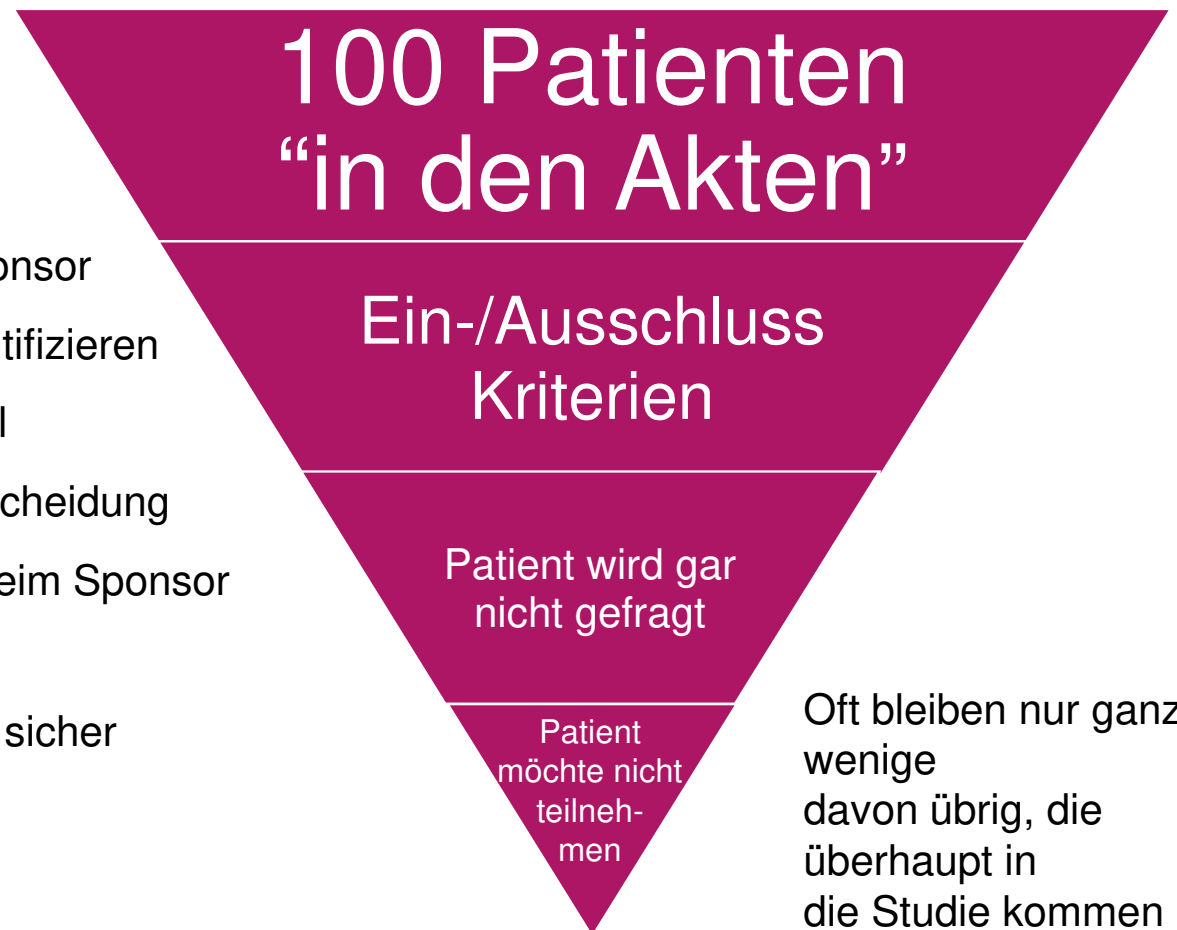 100 Patienten
“in den Akten”
onsor
tifizieren
l
cheidung
eim Sponsor
sicher
Ein-/Ausschluss
Kriterien
Patient wird gar
nicht gefragt
Patient
möchte nicht
teilneh-
men
Oft bleiben nur ganz
wenige
davon übrig, die
überhaupt in
die Studie kommen